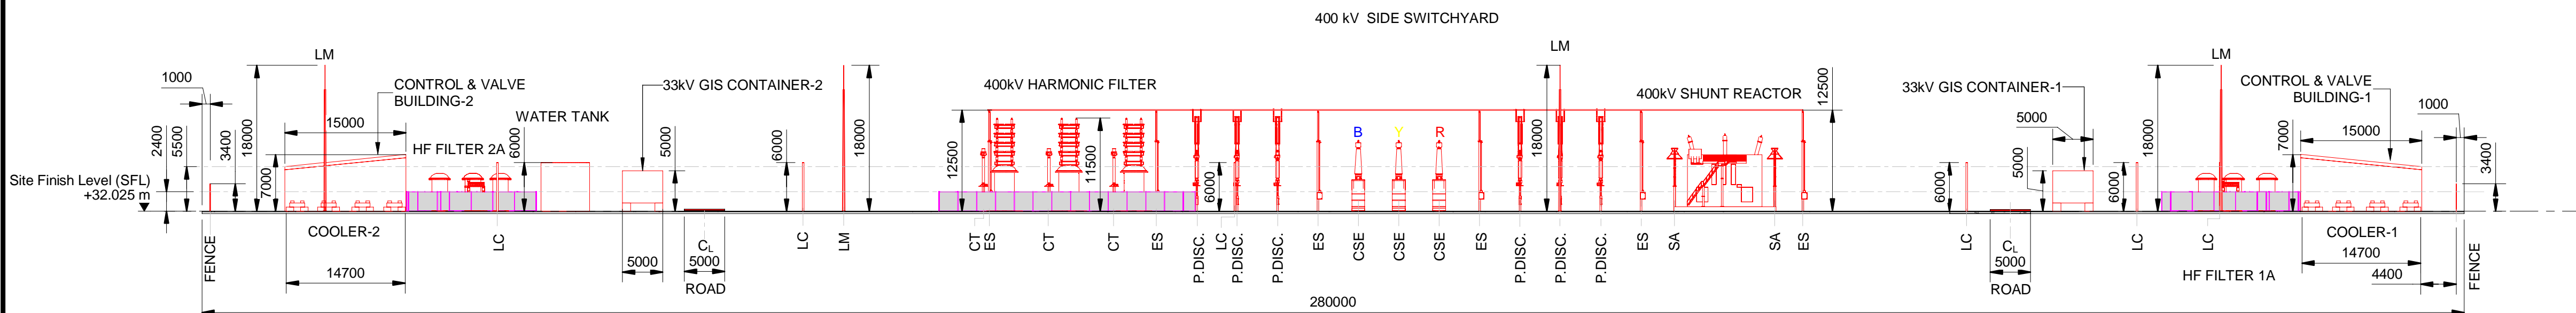 400 kV SIDE SWITCHYARD
LM
LM
LM
1000
CONTROL & VALVE
BUILDING-2
33kV GIS CONTAINER-2
400kV HARMONIC FILTER
400kV SHUNT REACTOR
12500
33kV GIS CONTAINER-1
CONTROL & VALVE
BUILDING-1
1000
2400
5500
3400
18000
15000
WATER TANK
HF FILTER 2A
6000
5000
6000
18000
12500
11500
6000
B
Y
R
18000
5000
5000
6000
6000
18000
7000
15000
3400
7000
Site Finish Level (SFL)
+32.025 m
FENCE
COOLER-2
14700
LC
5000
CL
5000
ROAD
LC
LM
CT
ES
CT
CT
ES
P.DISC.
LC
P.DISC.
P.DISC.
ES
CSE
CSE
CSE
ES
P.DISC.
P.DISC.
P.DISC.
ES
SA
SA
ES
LC
CL
5000
ROAD
LC
LC
HF FILTER 1A
COOLER-1
14700
4400
FENCE
280000